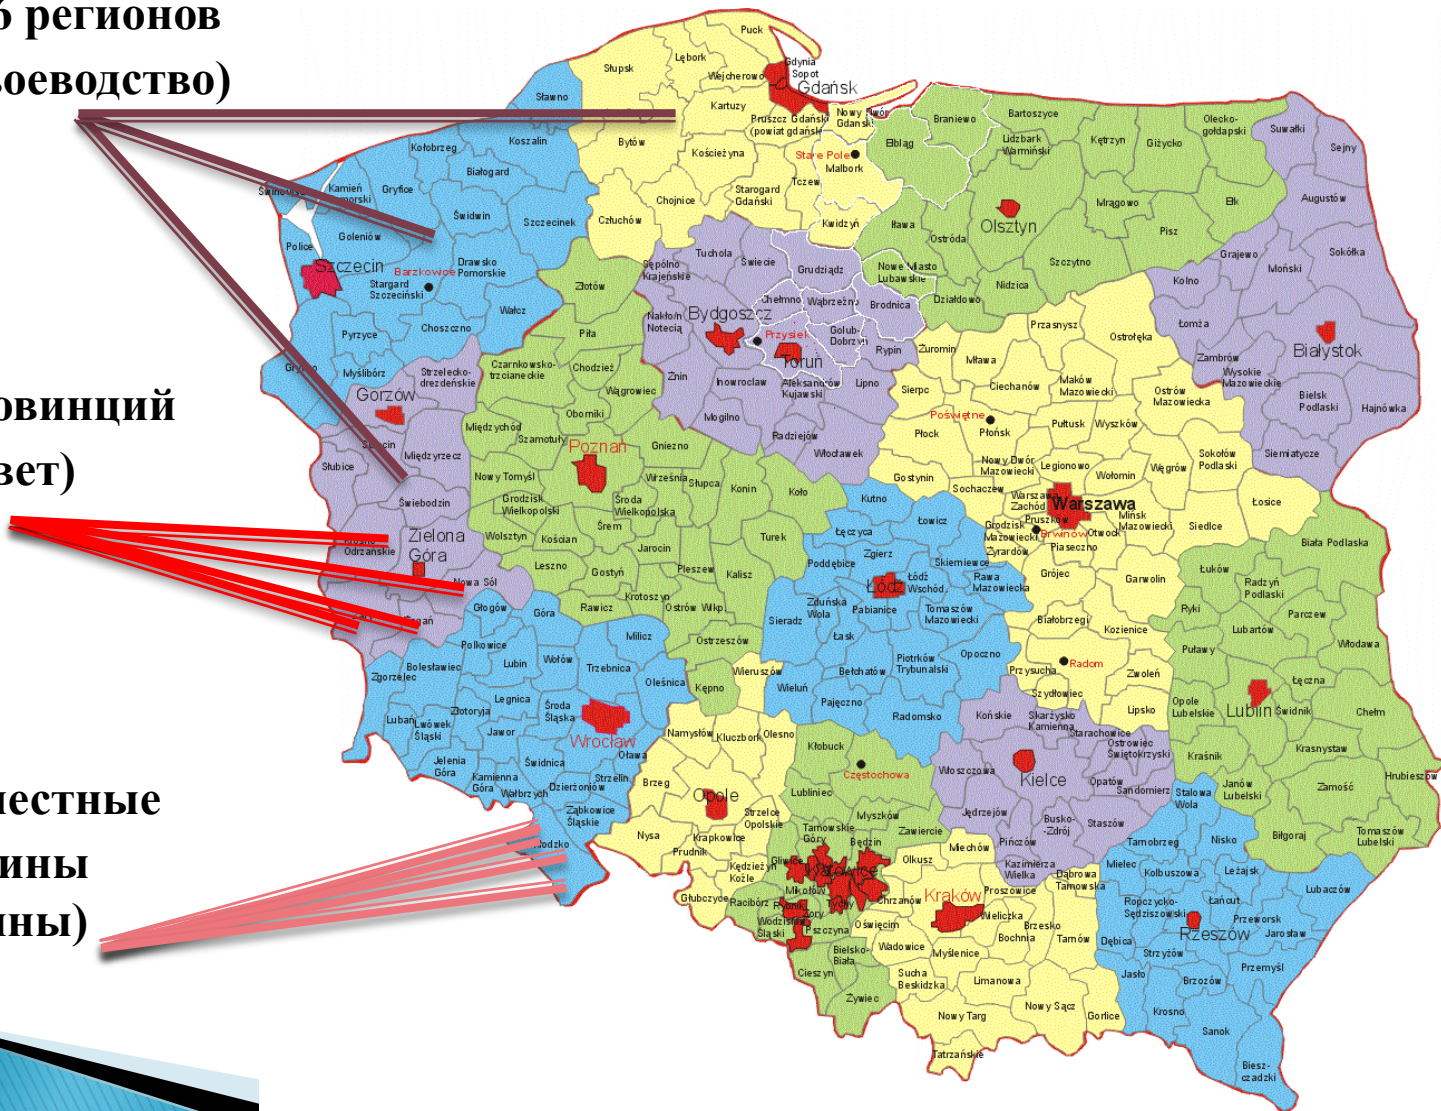 6 регионов
воеводство)
овинций
вет)
местные
ины
ины)
Puck
Lębork
Słupsk
Wejcherowo
Gdynia
Sopot
Gdańsk
Kartuzy
Pruszcz Gdański
(powiat gdański)
Nowy Dwór
Gdański
Sławno
Koszalin
Kołobrzeg
Białogard
Bytów
Kościeżyna
Stare Pole
Malbork
Tczew
Starogard
Gdański
Chojnice
Człuchów
Kwidzyń
Elbląg
Braniewo
Bartoszyce
Lidzbark
Warmiński
Kętrzyn
Giżycko
Olecko-
gołdapski
Suwałki
Sejny
Augustów
Mrągowo
Ełk
Pisz
Olsztyn
Iława
Ostróda
Szczytno
Nidzica
Nowe Miasto
Lubawskie
Działdowo
Kamień
Gryfice
Świdwin
Szczecinek
Goleniów
Police
Szczecin
Barzkowice
Drawsko
Pomorskie
Stargard
Szczeciński
Wałcz
Choszczno
Pyrzyce
Myślibórz
Złotów
Piła
Sępólno
Krajeńskie
Tuchola
Świecie
Grudziądz
Chełmno
Wąbrzeźno
Brodnica
Bydgoszcz
Nakło/n
Notecią
Przysiek
Toruń
Golub-
Dobrzyń
Rypin
Żnin
Inowrocław
Aleksandrów
Kujawski
Lipno
Mogilno
Radziejów
Włocławek
Grajewo
Moński
Sokółka
Kolno
Łomża
Białystok
Zambrów
Wysokie
Mazowieckie
Bielsk
Podlaski
Hajnówka
Siemiatycze
Przasnysz
Ostrołęka
Żuromin
Mława
Ciechanów
Maków
Mazowiecki
Ostrów
Mazowiecka
Sierpc
Poświętne
Płońsk
Pułtusk
Wyszków
Płock
Nowy Dwór
Mazowiecki
Legionowo
Wołomin
Węgrów
Sokołów
Podlaski
Gostynin
Sochaczew
Warszawa
Zachód
Warszawa
Łosice
Siedlce
Mińsk
Mazowiecki
Pruszków
Brwinów
Otwock
Piaseczno
Grodzisk
Mazowiecki
Żyrardów
Grójec
Garwolin
Białobrzegi
Kozienice
Radom
Przysucha
Zwoleń
Szydłowiec
Lipsko
Strzelecko-
drezdeńskie
Gorzów
Międzyrzecz
Słubice
Świebodzin
Odrzańskie
Zielona
Góra
Nowa Sól
Czarnkowsko-
trzcianeckie
Chodzież
Wągrowiec
Oborniki
Międzychód
Szamotuły
Poznań
Gniezno
Nowy Tomyśl
Września
Słupca
Konin
Koło
Grodzisk
Wielkopolski
Środa
Wielkopolska
Śrem
Wolsztyn
Kościan
Jarocin
Turek
Leszno
Gostyń
Pleszew
Kalisz
Krotoszyn
Rawicz
Ostrów Wlkp.
Ostrzeszów
Kępno
Kutno
Łęczyca
Łowicz
Zgierz
Skierniewice
Poddębice
Łódź
Łódź
Wschód.
Rawa
Mazowiecka
Zduńska
Wola
Pabianice
Tomaszów
Mazowiecki
Sieradz
Łask
Piotrków
Trybunalski
Opoczno
Bełchatów
Wieruszów
Wieluń
Pajęczno
Radomsko
Głogów
Góra
Polkowice
Milicz
Lubin
Wołów
Trzebnica
Bolesławiec
Zgorzelec
Oleśnica
Legnica
Środa
Śląska
Złotoryja
Lubań
Lwówek
Śląski
Jawor
Wrocław
Oława
Jelenia
Góra
Świdnica
Kamienna
Góra
Wałbrzych
Dzierżoniów
Strzelin
Ząbkowice
Śląskie
Namysłów
Kluczbork
Olesno
Brzeg
Opole
Strzelce
Opolskie
Nysa
Krapkowice
Prudnik
Kędzierzyn
Koźle
Głubczyce
Kłobuck
Częstochowa
Lubliniec
Myszków
Tarnowskie
Góry
Będzin
Zawiercie
Gliwice
Katowice
Mikołów
Tychy
Racibórz
Rybnik
Żory
Wodzisław
Śląski
Pszczyna
Bielsko-
Biała
Cieszyn
Żywiec
Olkusz
Miechów
Chrzanów
Kraków
Proszowice
Dąbrowa
Tarnowska
Oświęcim
Wieliczka
Bochnia
Brzesko
Tarnów
Wadowice
Myślenice
Sucha
Beskidzka
Limanowa
Nowy Sącz
Nowy Targ
Gorlice
Tatrzańskie
Końskie
Skarżysko
Kamienna
Starachowice
Ostrowiec
Świętokrzyski
Włoszczowa
Kielce
Opatów
Sandomierz
Jędrzejów
Busko-
-Zdrój
Staszów
Pińczów
Kazimierza
Wielka
Biała Podlaska
Łuków
Radzyń
Podlaski
Ryki
Parczew
Lubartów
Włodawa
Puławy
Łęczna
Opole
Lubelskie
Lublin
Świdnik
Chełm
Kraśnik
Krasnystaw
Janów
Lubelski
Hrubieszów
Zamość
Biłgoraj
Tomaszów
Lubelski
Stalowa
Wola
Tarnobrzeg
Nisko
Mielec
Kolbuszowa
Leżajsk
Lubaczów
Ropczycko-
Sędziszowski
Łańcut
Rzeszów
Przeworsk
Jarosław
Dębica
Strzyżów
Przemyśl
Jasło
Brzozów
Krosno
Sanok
Biesz-
czadzki